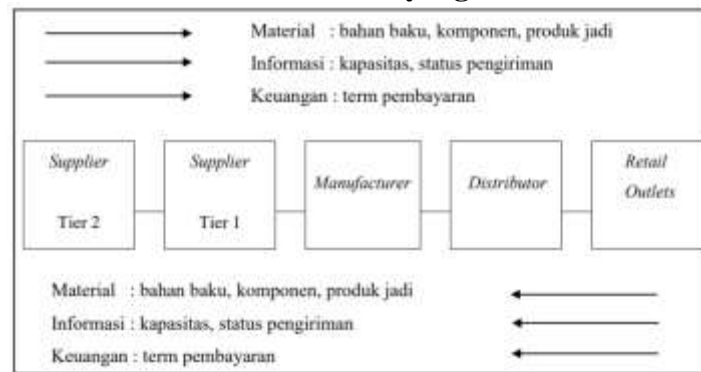 Material : bahan baku, komponen, produk jadi
Informasi : kapasitas, status pengiriman
Keuangan : term pembayaran
Supplier
Tier 2
Supplier
Tier 1
Manufacturer
Distributor
Retail
Outlets
Material : bahan baku, komponen, produk jadi
Informasi : kapasitas, status pengiriman
Keuangan : term pembayaran